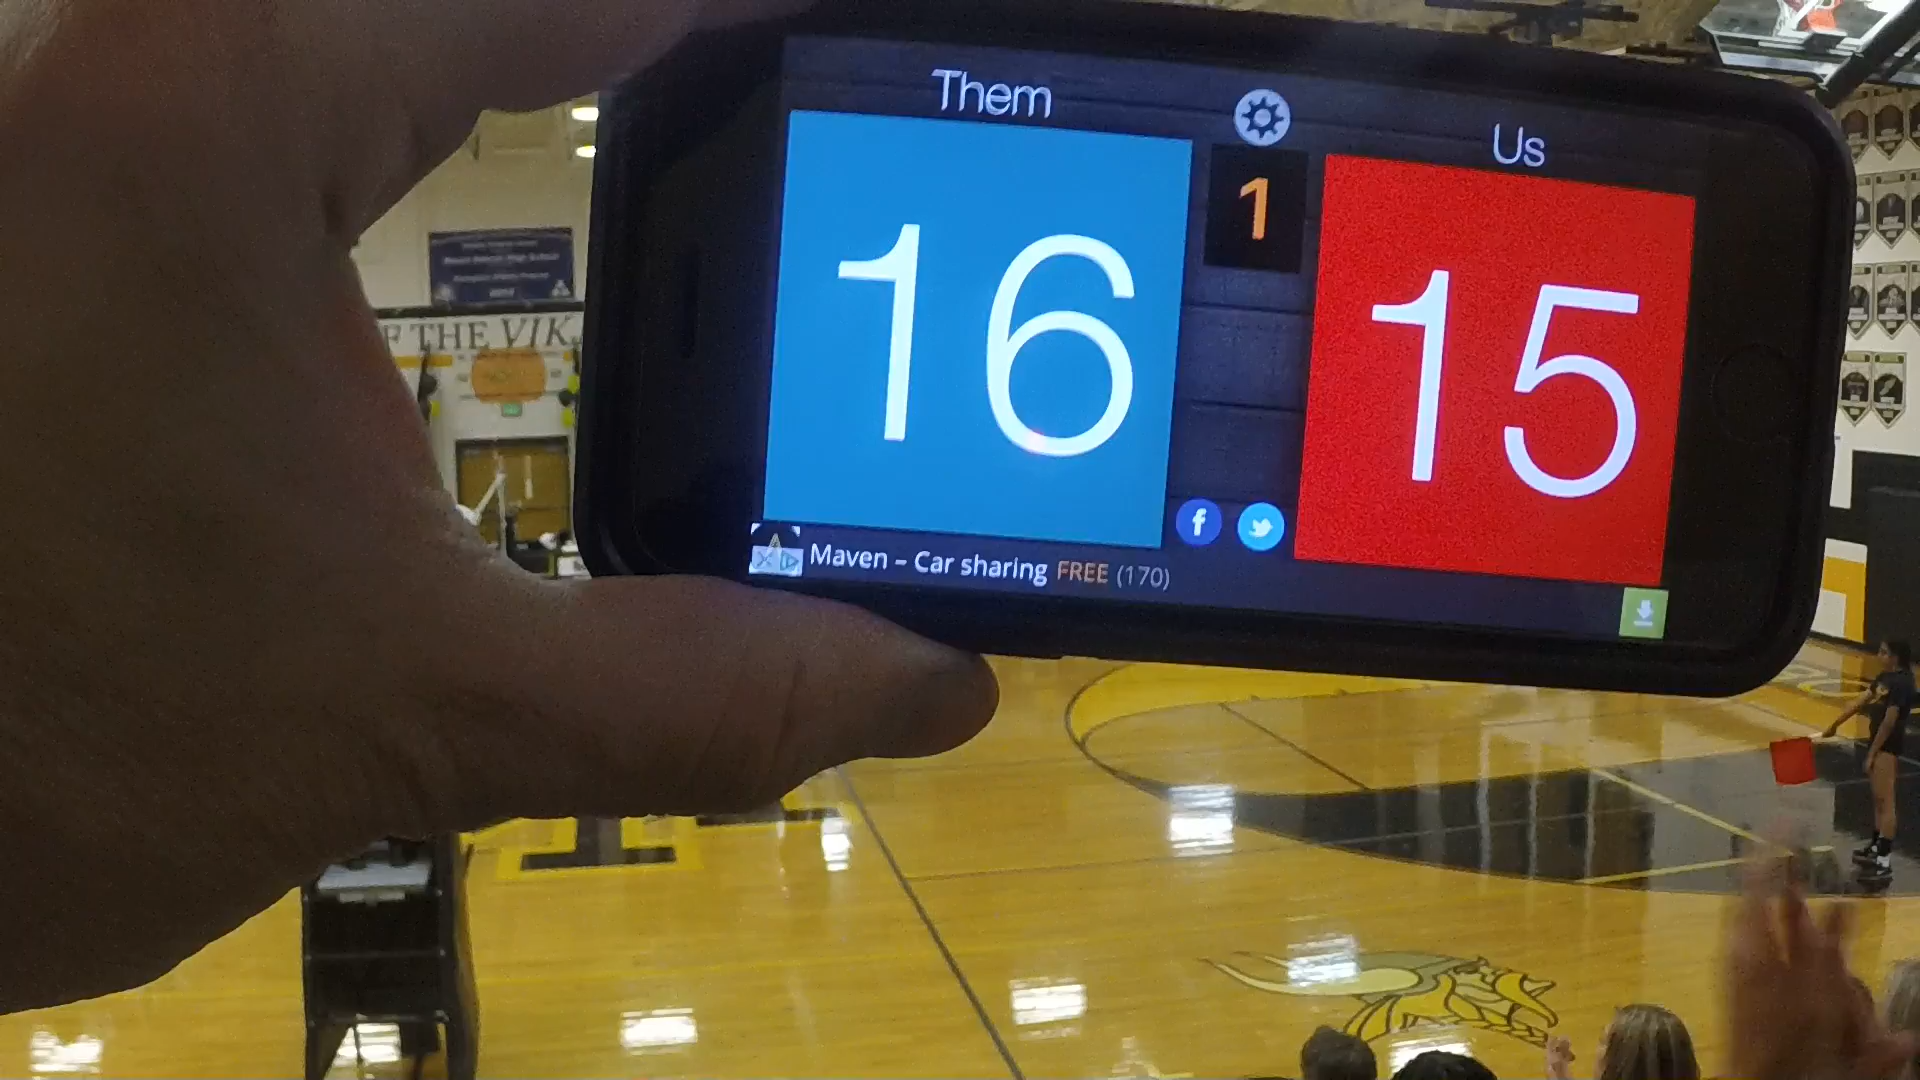 Them
Us
1
16
15
f
Maven – Car sharing FREE (170)
F THE VIK